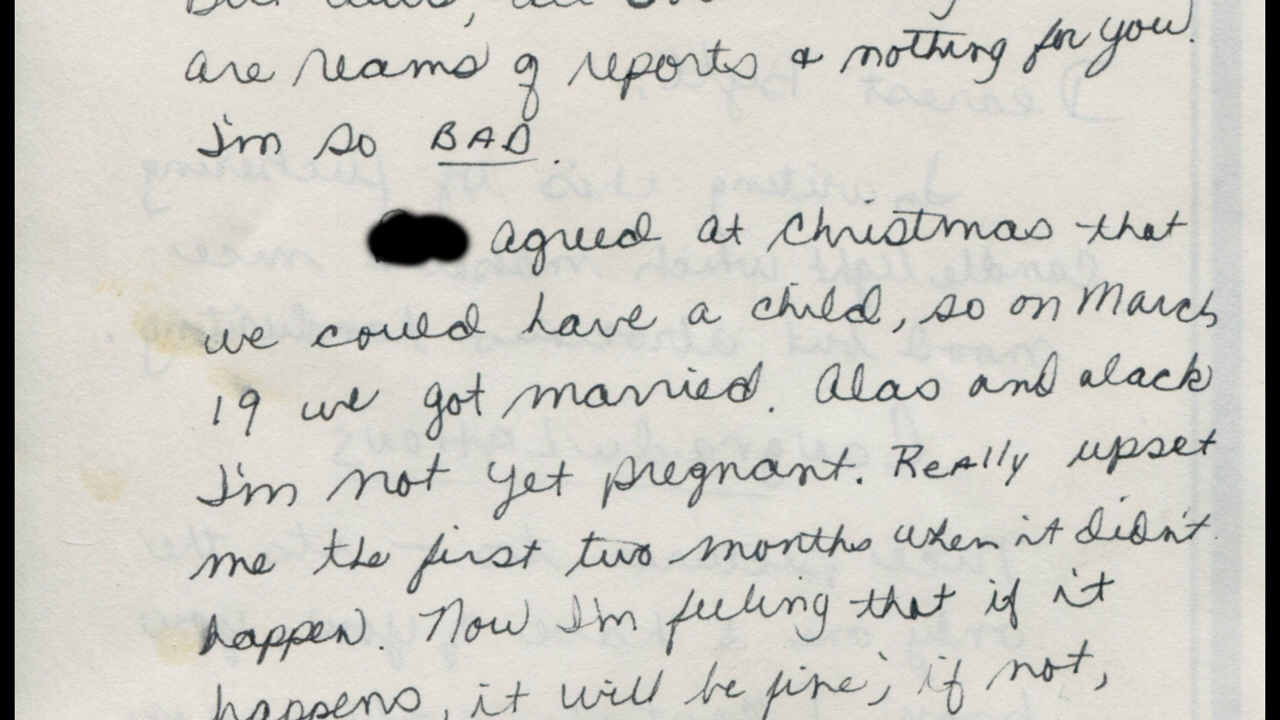 are reams of reports & nothing for you.
I'm so BAD.
agreed at Christmas that
we could have a child, so on March
19 we got married. Alas and alack
I'm not yet pregnant. Really upset
me the first two months when it didn't
happen. Now I'm feeling that if it
happens, it will be fine; if not,